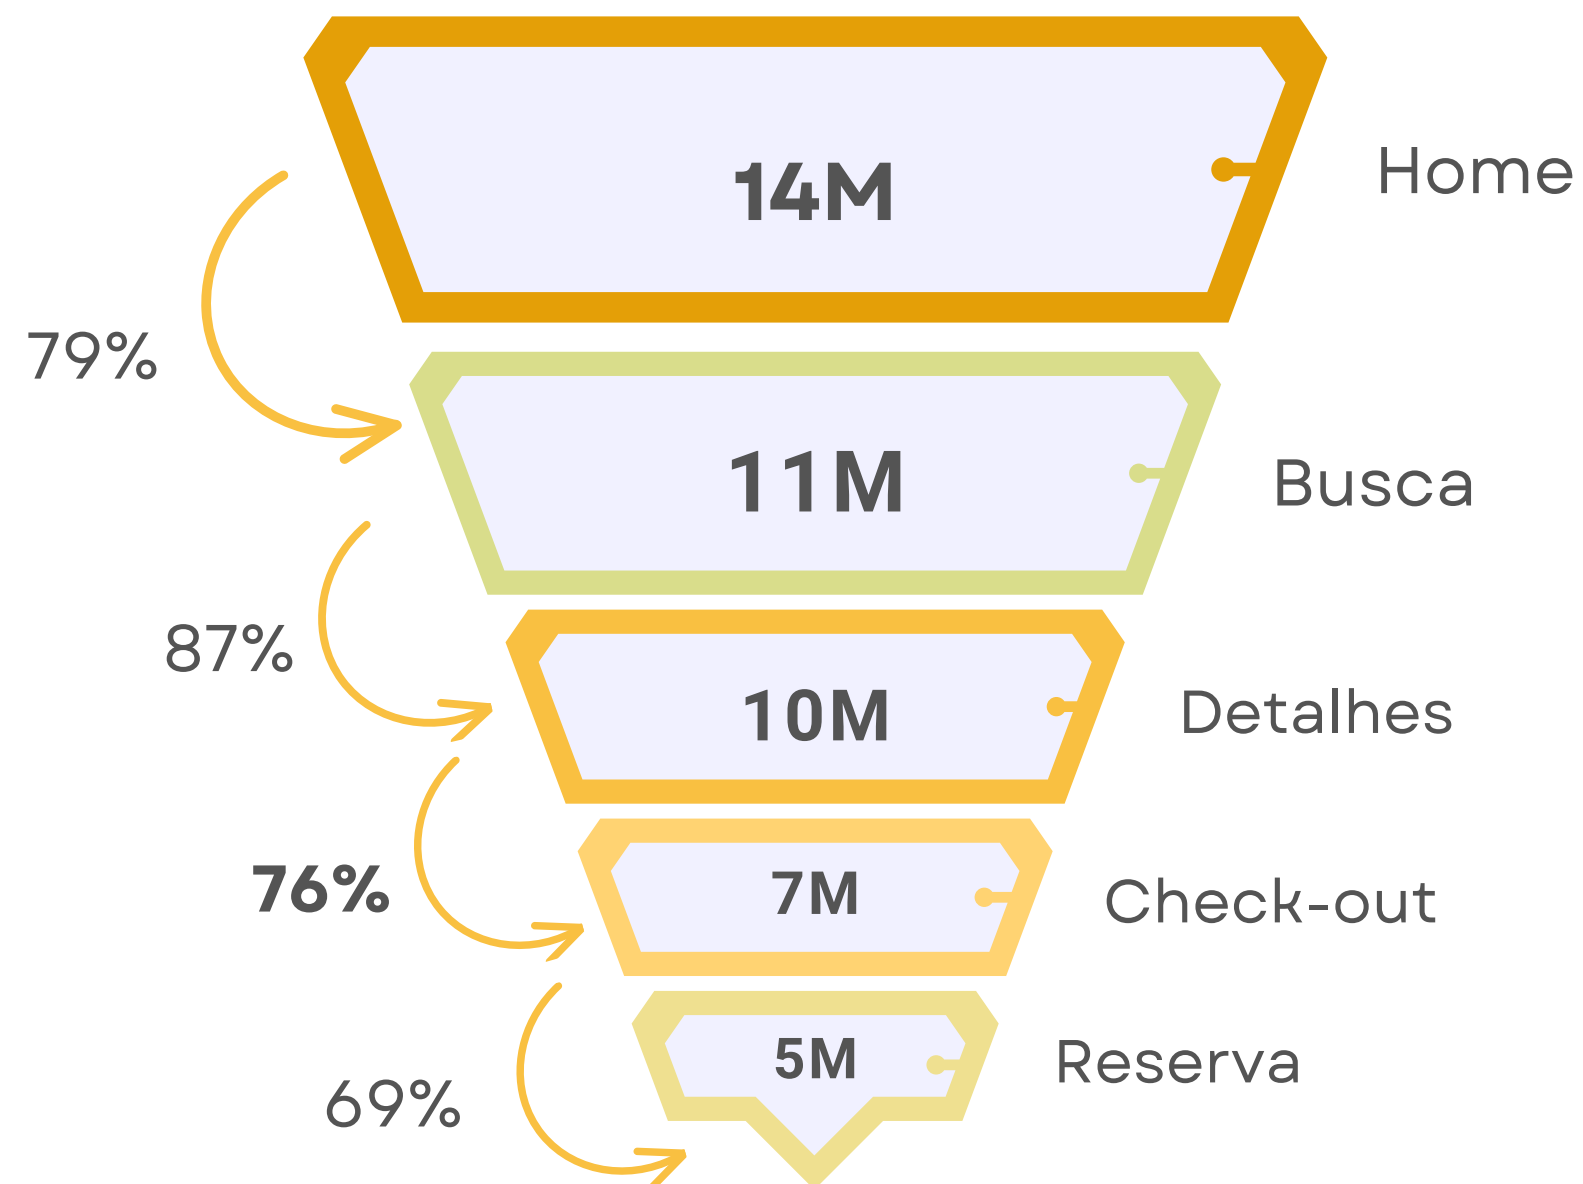 14M
Home
79%
11M
Busca
87%
10M
Detalhes
76%
7M
Check-out
69%
5M
Reserva